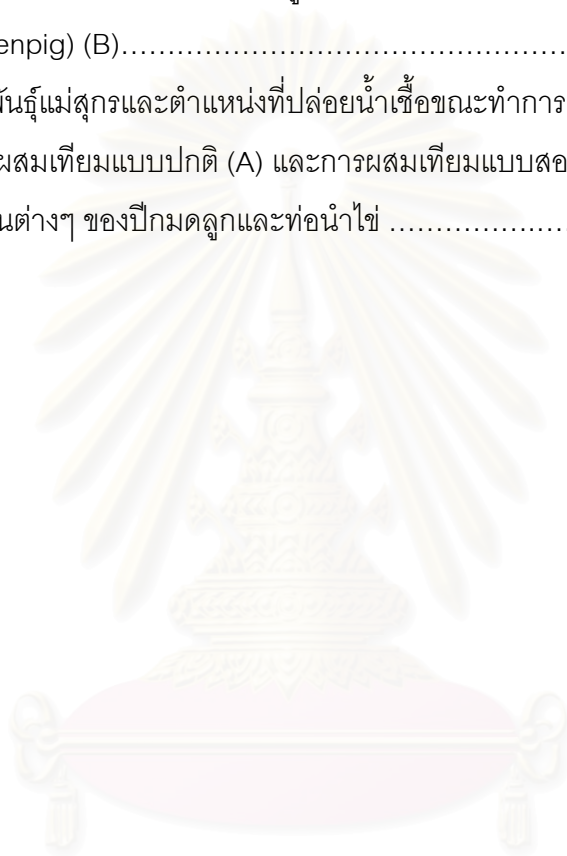 enpig) (B)……………………………………………
พันธุ์แม่สุกรและตำแหน่งที่ปล่อยน้ำเชื้อขณะทำการ
ผสมเทียมแบบปกติ (A) และการผสมเทียมแบบสอ
นต่างๆ ของปีกมดลูกและท่อนำไข่ …………………